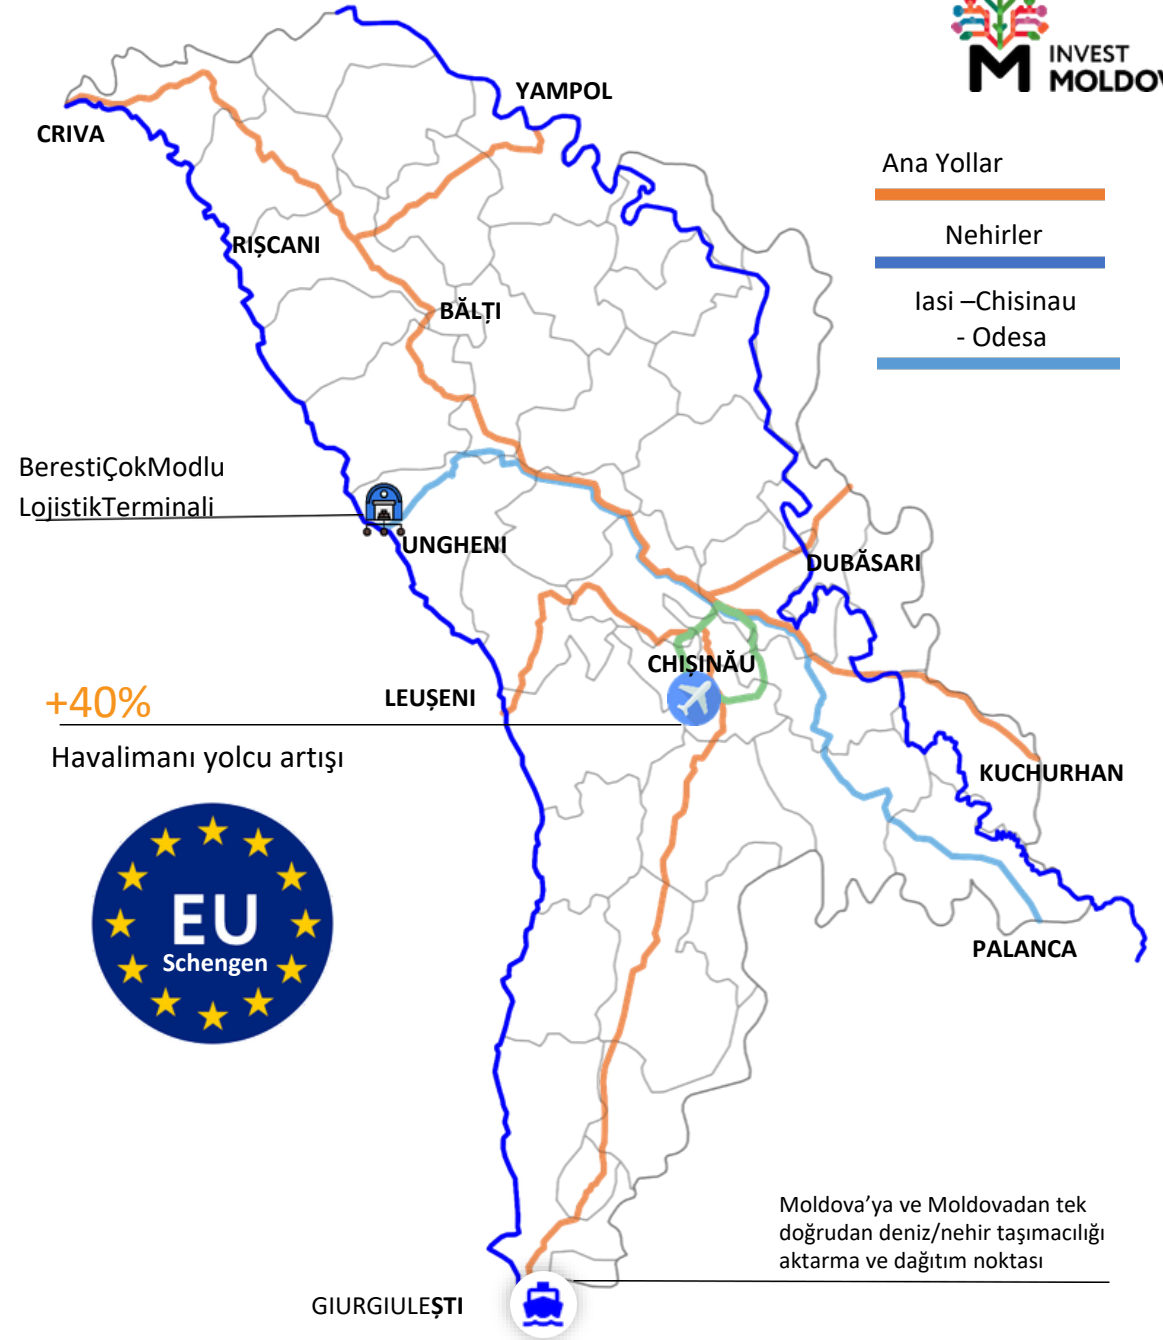 INVEST
MOLDOV
YAMPOL
CRIVA
Ana Yollar
RIȘCANI
Nehirler
BĂLȚI
Iasi –Chisinau
- Odesa
BerestiÇokModlu
LojistikTerminali
UNGHENI
DUBĂSARI
CHIȘINĂU
LEUȘENI
+40%
Havalimanı yolcu artışı
KUCHURHAN
EU
Schengen
PALANCA
Moldova’ya ve Moldovadan tek
doğrudan deniz/nehir taşımacılığı
aktarma ve dağıtım noktası
GIURGIULEȘTI